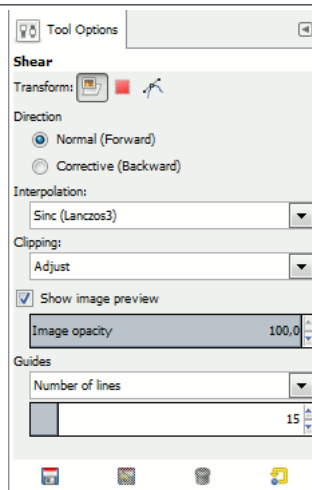 Tool Options
Shear
Transform:
Direction
Normal (Forward)
Corrective (Backward)
Interpolation:
Sinc (Lanczos3)
Clipping:
Adjust
Show image preview
Image opacity 100,0
Guides
Number of lines
15